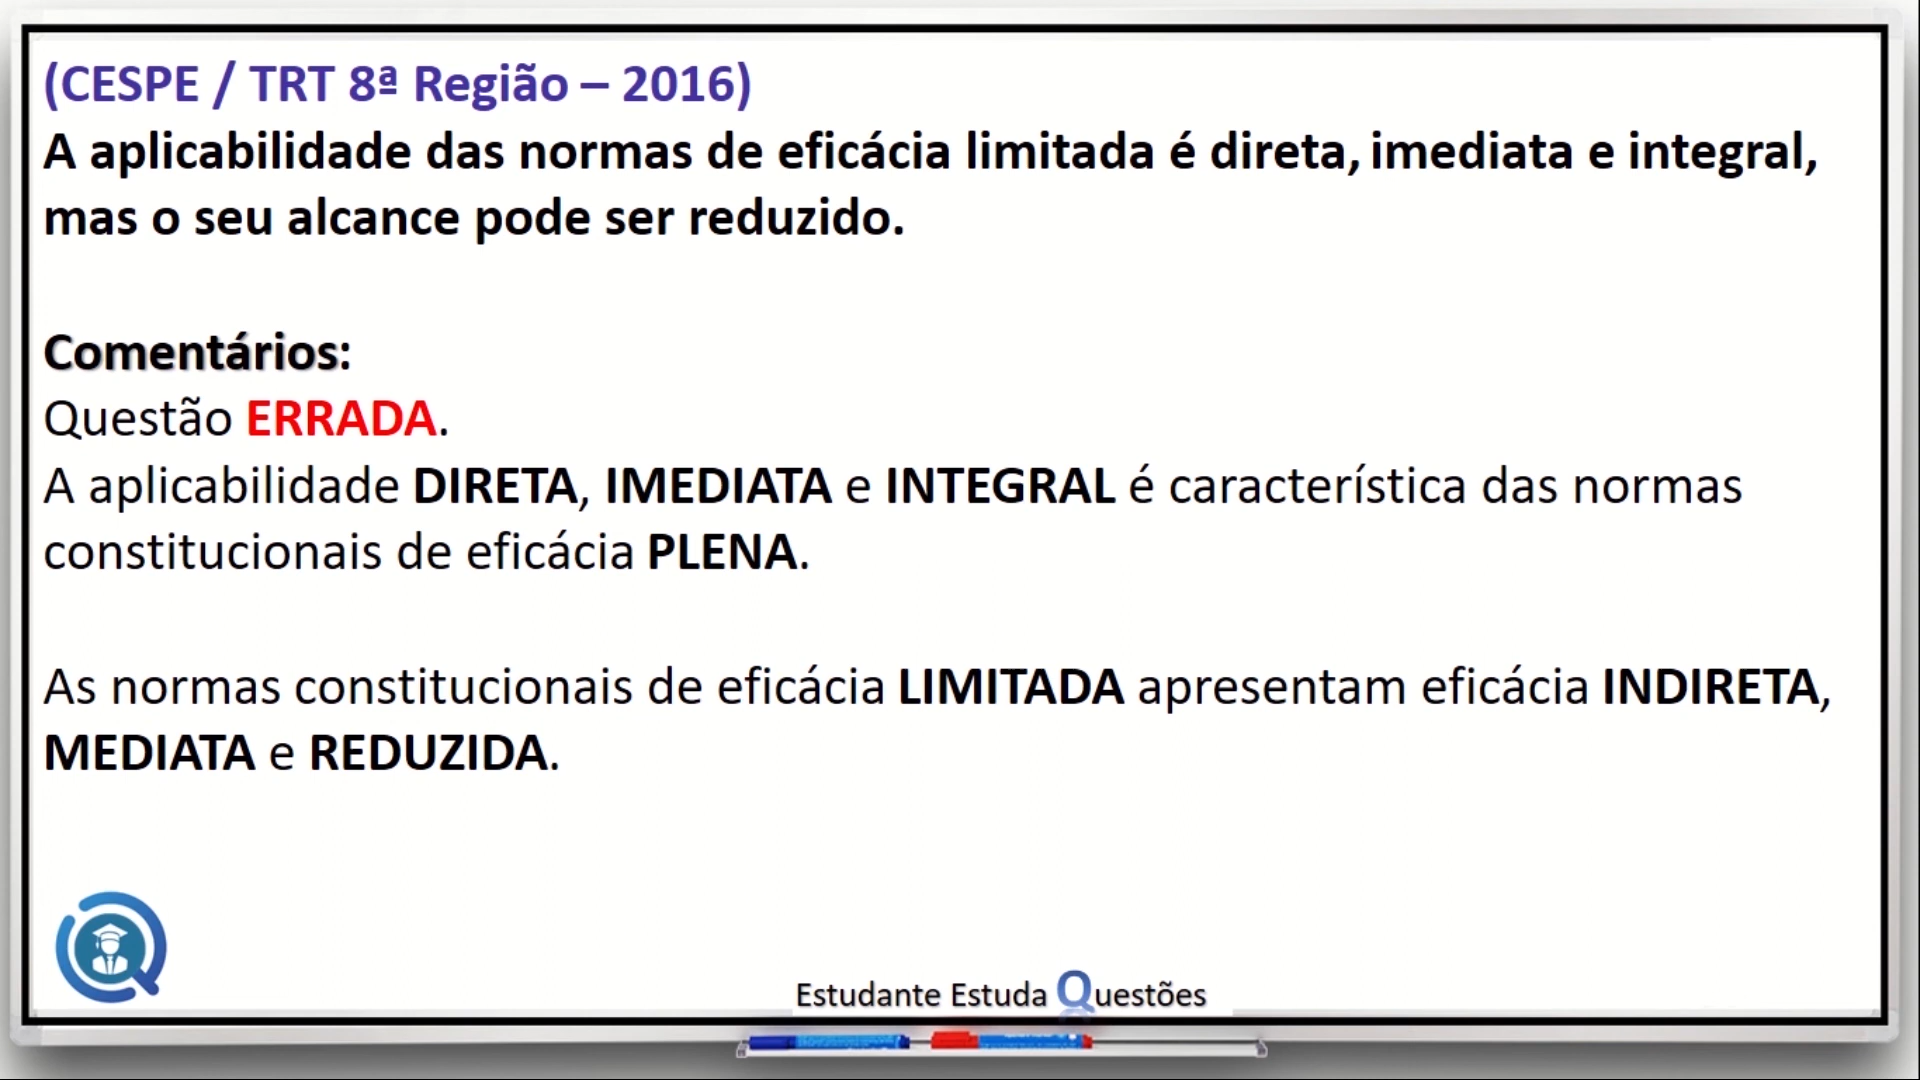 (CESPE / TRT 8ª Região – 2016)
A aplicabilidade das normas de eficácia limitada é direta, imediata e integral,
mas o seu alcance pode ser reduzido.
Comentários:
Questão ERRADA.
A aplicabilidade DIRETA, IMEDIATA e INTEGRAL é característica das normas
constitucionais de eficácia PLENA.
As normas constitucionais de eficácia LIMITADA apresentam eficácia INDIRETA,
MEDIATA e REDUZIDA.
Estudante Estuda Questões